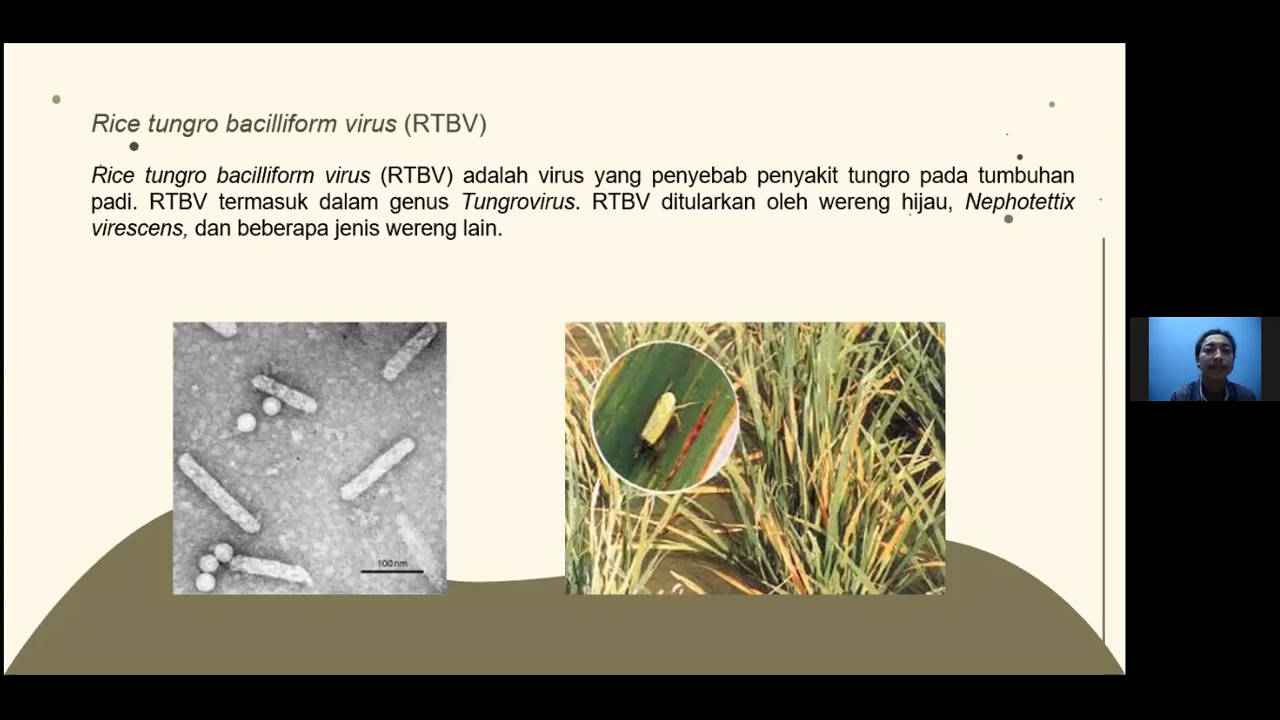 Rice tungro bacilliform virus (RTBV)
Rice tungro bacilliform virus (RTBV) adalah virus yang penyebab penyakit tungro pada tumbuhan
padi. RTBV termasuk dalam genus Tungrovirus. RTBV ditularkan oleh wereng hijau, Nephotettix
virescens, dan beberapa jenis wereng lain.
100 nm